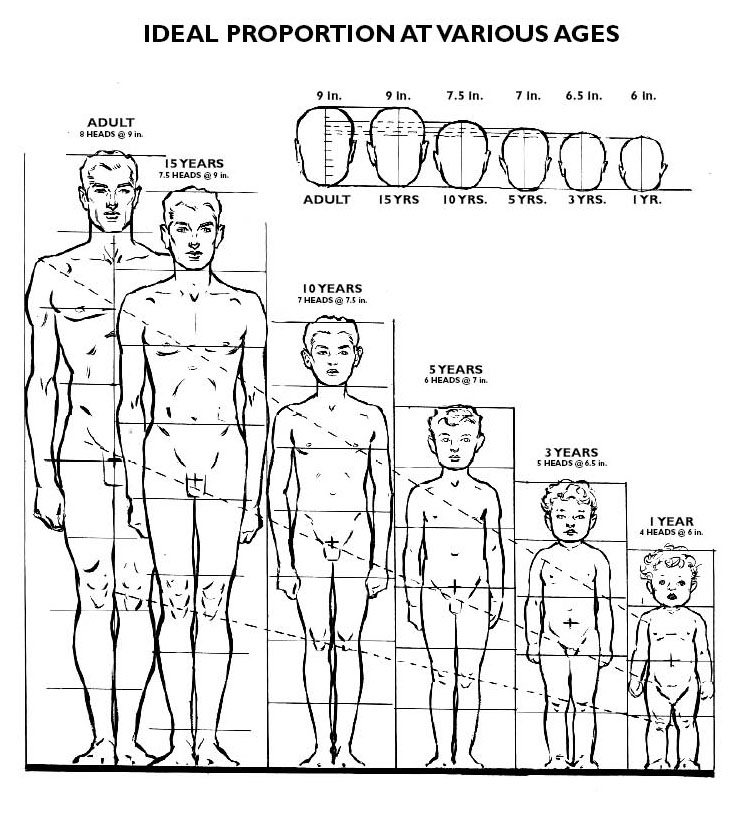 IDEAL PROPORTION AT VARIOUS AGES
9 in. 9 in. 7.5 in. 7 in. 6.5 in. 6 in.
ADULT 15 YRS 10 YRS. 5 YRS. 3 YRS. 1 YR.
ADULT
8 HEADS @ 9 in.
15 YEARS
7.5 HEADS @ 9 in.
10 YEARS
7 HEADS @ 7.5 in.
5 YEARS
6 HEADS @ 7 in.
3 YEARS
5 HEADS @ 6.5 in.
1 YEAR
4 HEADS @ 6 in.